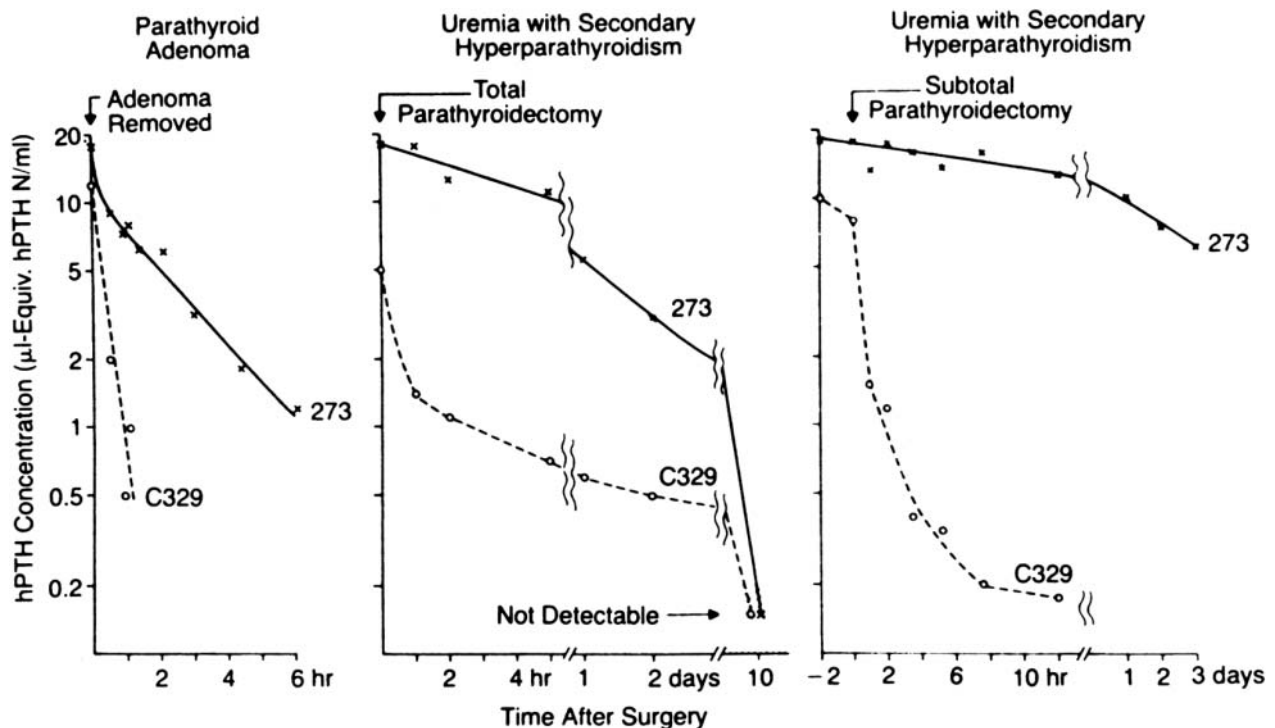 Parathyroid
Adenoma
Adenoma
Removed
Uremia with Secondary
Hyperparathyroidism
Total
Parathyroidectomy
Uremia with Secondary
Hyperparathyroidism
Subtotal
Parathyroidectomy
hPTH Concentration (μl-Equiv. hPTH N/ml)
20
10
5
2
1
0.5
0.2
273
C329
2 4 6 hr
273
C329
Not Detectable
2 5 hr 1 2 days 10
273
C329
-2 2 6 10 hr 1 2 3
days
Time After Surgery